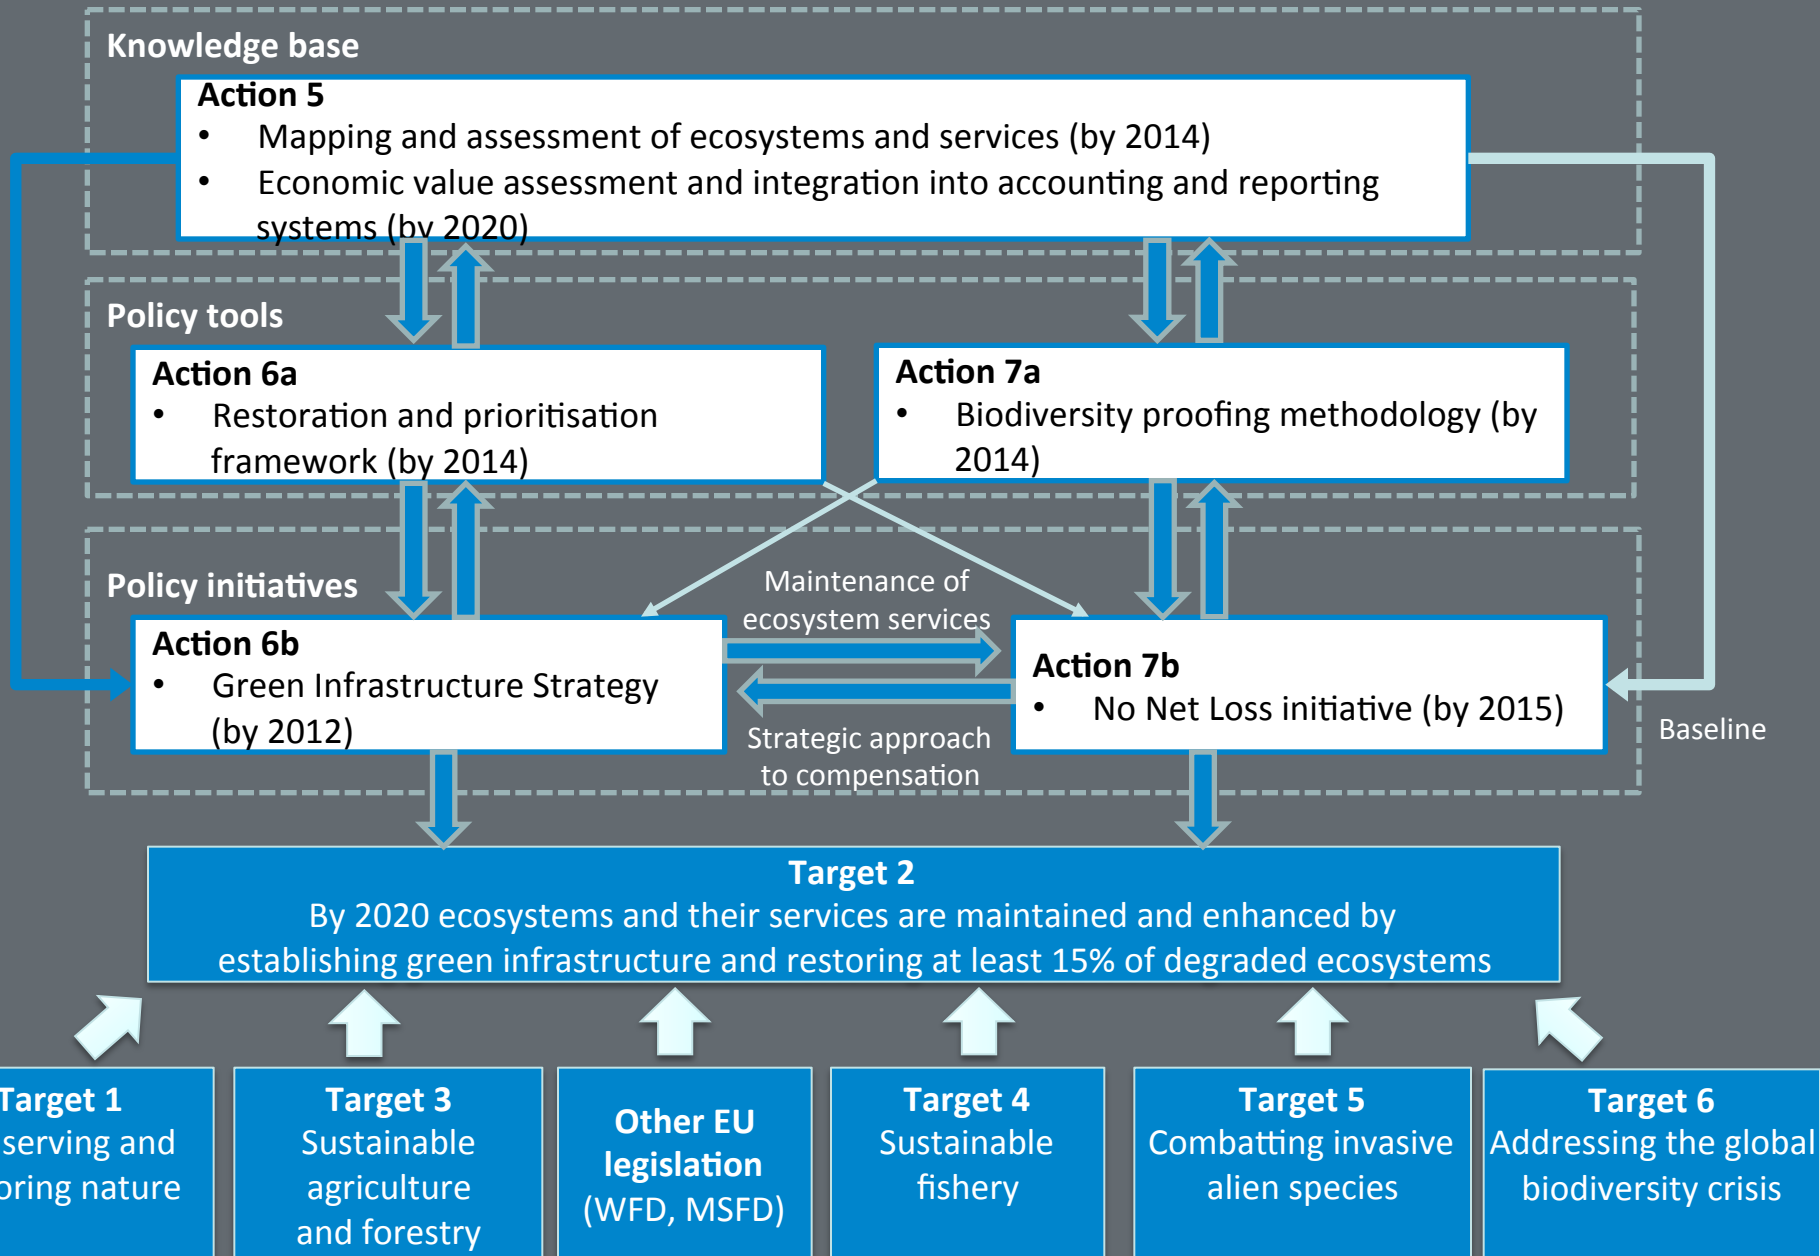 Knowledge base
Action 5
• Mapping and assessment of ecosystems and services (by 2014)
• Economic value assessment and integration into accounting and reporting
systems (by 2020)
Policy tools
Action 6a
• Restoration and prioritisation
framework (by 2014)
Action 7a
• Biodiversity proofing methodology (by
2014)
Policy initiatives
Maintenance of
ecosystem services
Action 6b
• Green Infrastructure Strategy
(by 2012)
Action 7b
• No Net Loss initiative (by 2015)
Strategic approach
to compensation
Baseline
Target 2
By 2020 ecosystems and their services are maintained and enhanced by
establishing green infrastructure and restoring at least 15% of degraded ecosystems
Target 1
serving and
oring nature
Target 3
Sustainable
agriculture
and forestry
Other EU
legislation
(WFD, MSFD)
Target 4
Sustainable
fishery
Target 5
Combatting invasive
alien species
Target 6
Addressing the global
biodiversity crisis